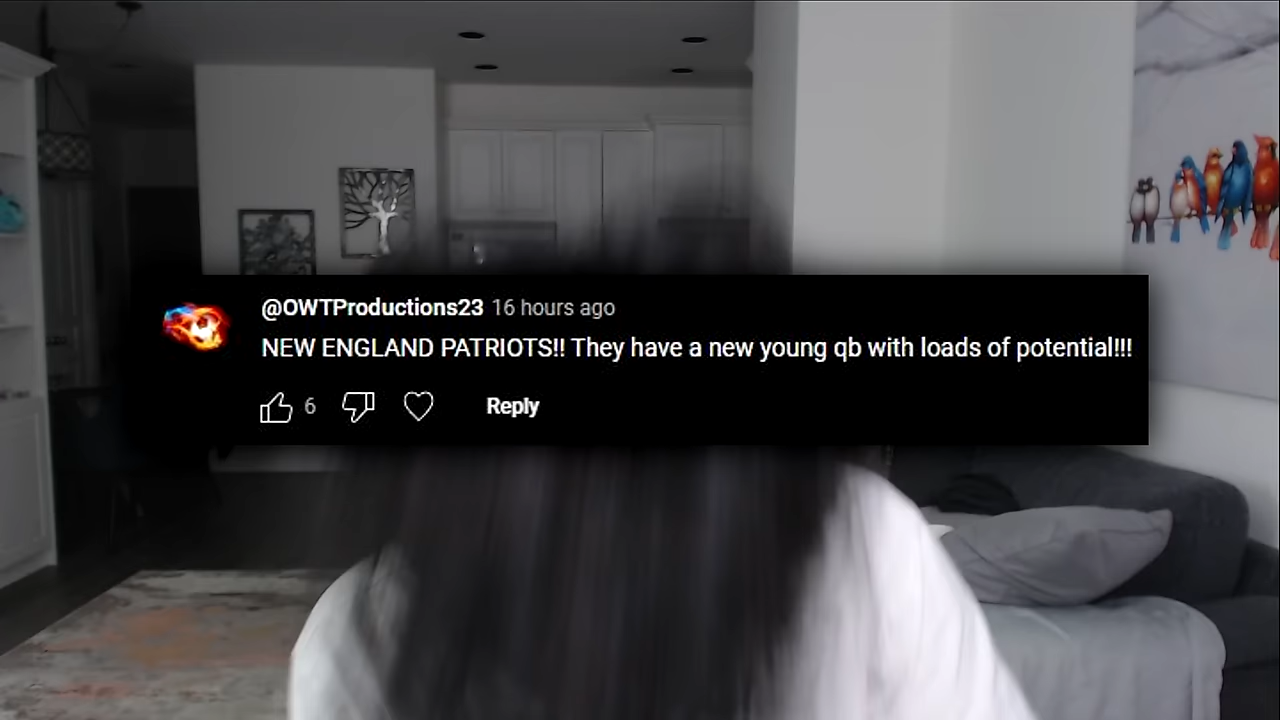 @OWTProductions23 16 hours ago
NEW ENGLAND PATRIOTS!! They have a new young qb with loads of potential!!!
6 Reply